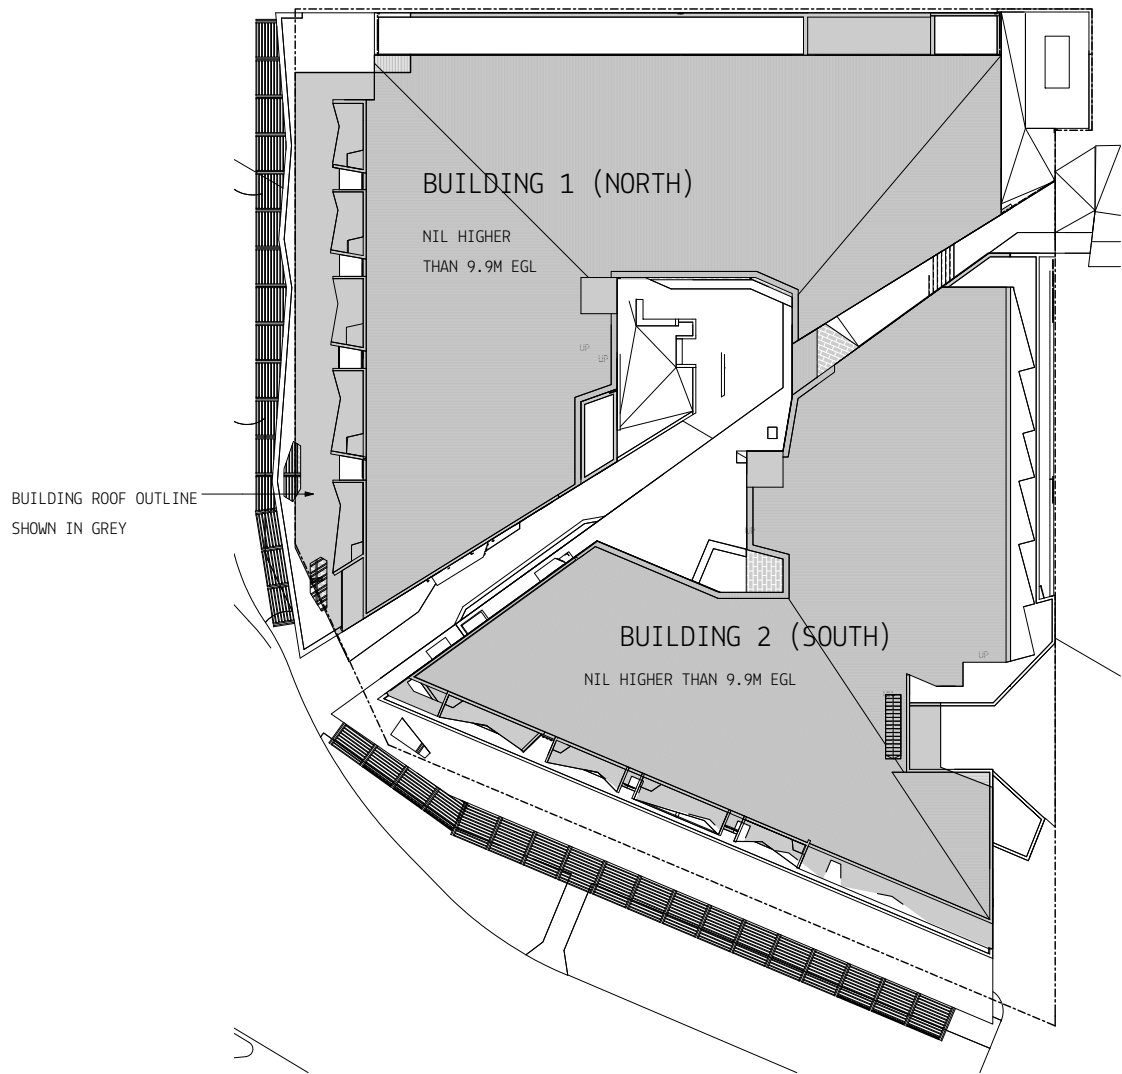 BUILDING 1 (NORTH)
NIL HIGHER
THAN 9.9M EGL
UP
UP
BUILDING ROOF OUTLINE
SHOWN IN GREY
UP
BUILDING 2 (SOUTH)
UP
NIL HIGHER THAN 9.9M EGL